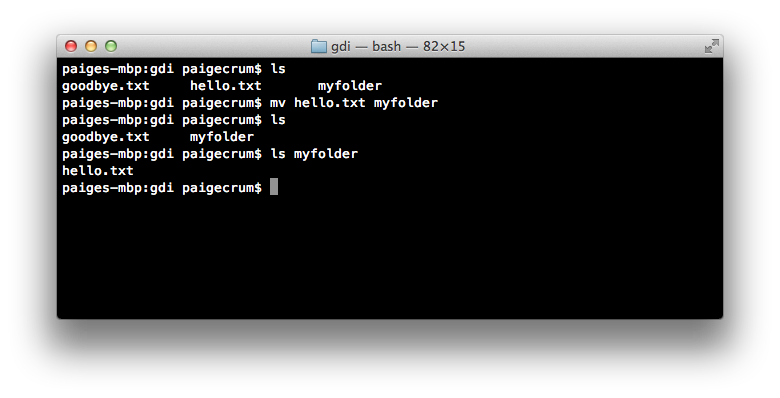 gdi — bash — 82×15
paiges-mbp:gdi paigecrum$ ls
goodbye.txt     hello.txt       myfolder
paiges-mbp:gdi paigecrum$ mv hello.txt myfolder
paiges-mbp:gdi paigecrum$ ls
goodbye.txt     myfolder
paiges-mbp:gdi paigecrum$ ls myfolder
hello.txt
paiges-mbp:gdi paigecrum$